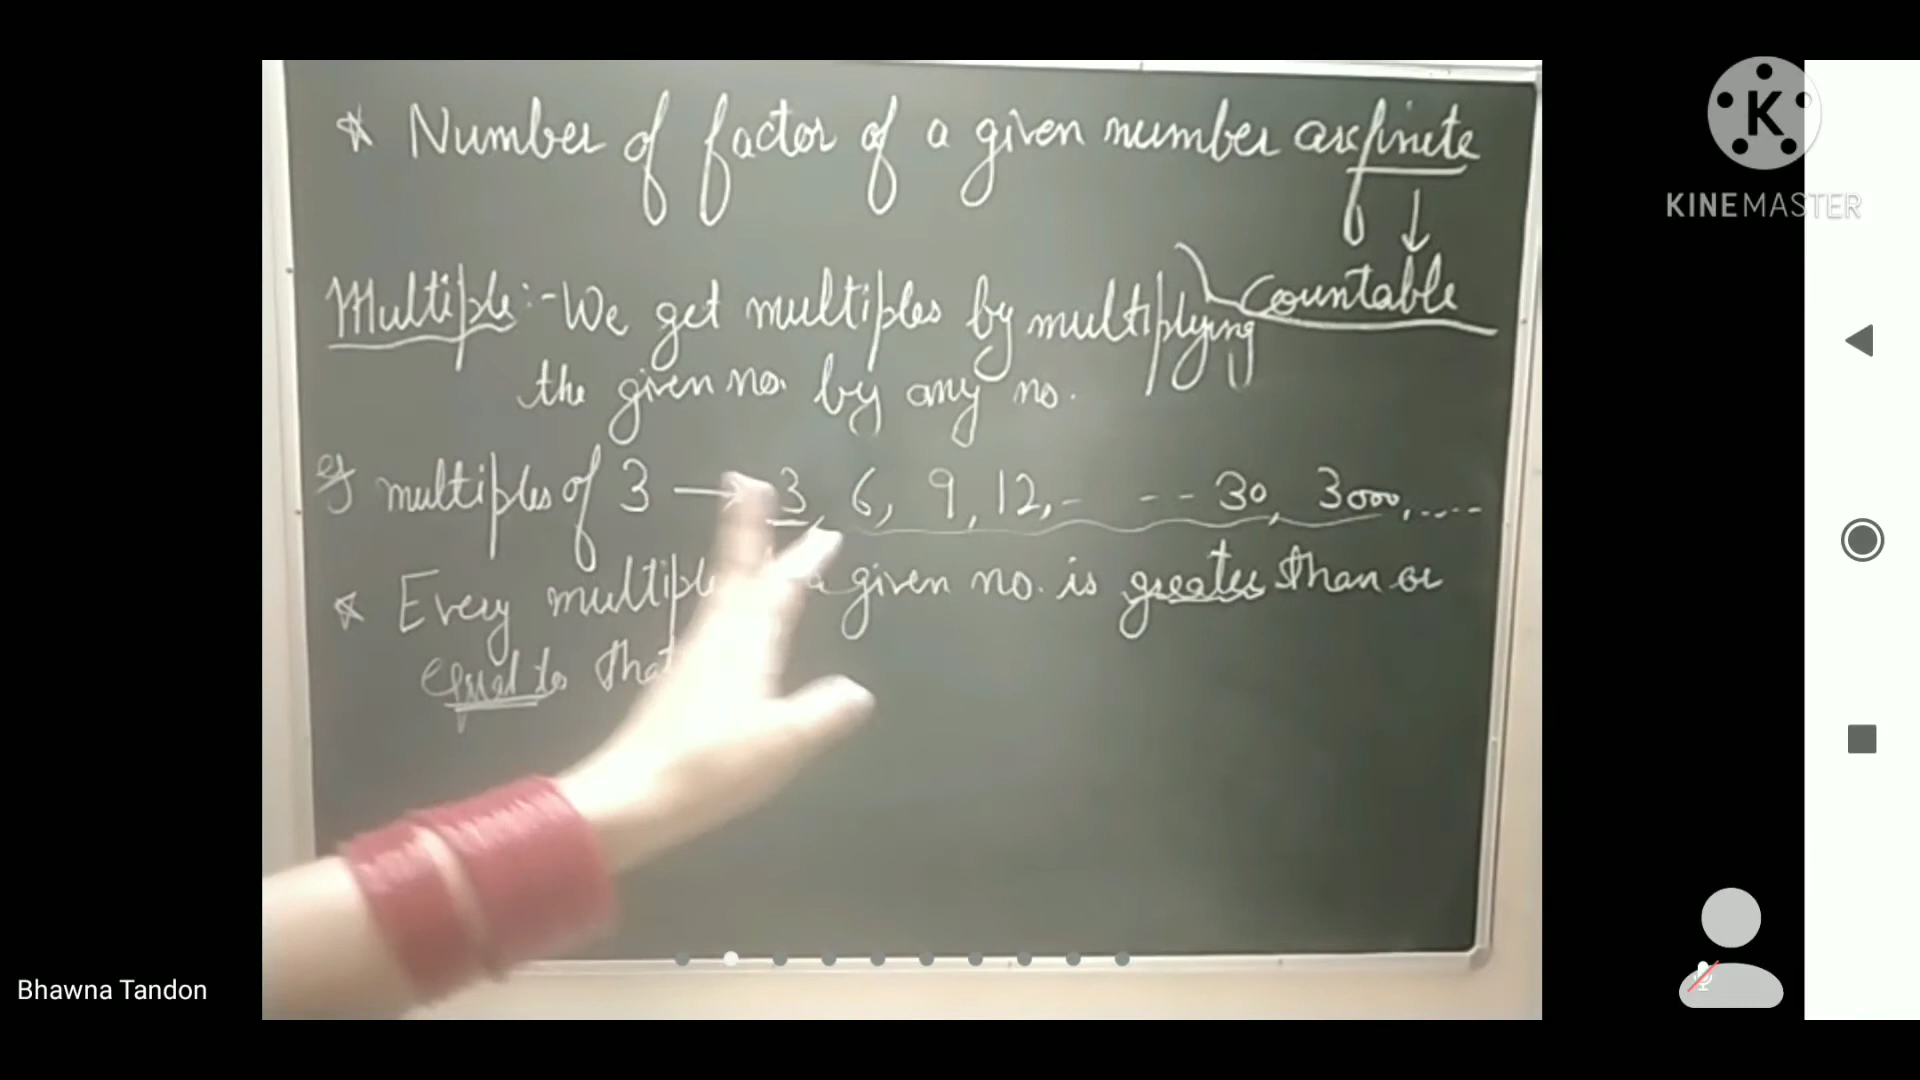 * Number of factor of a given number are finite
↓
Countable
Multiple:- We get multiples by multiplying
the given no. by any no.
eg multiples of 3 → 3, 6, 9, 12, - - - 30, 3000, ....
* Every multiple a given no. is greater than or
equal to that
KINEMASTER
Bhawna Tandon